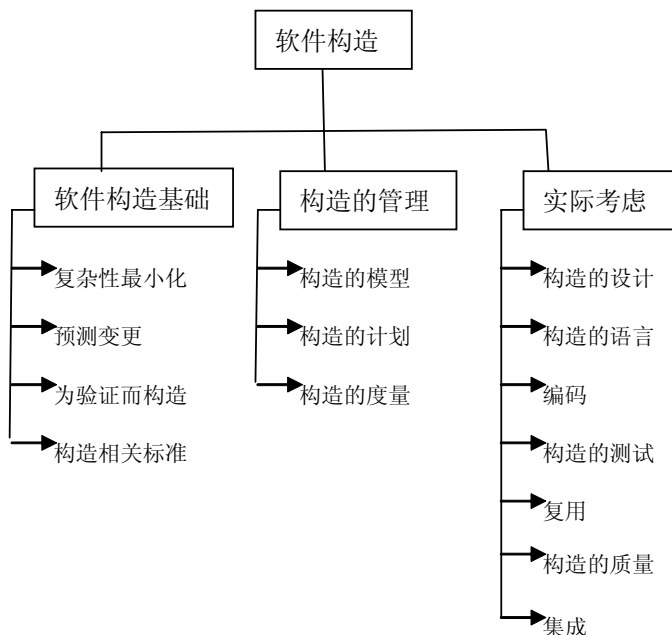 软件构造
软件构造基础
复杂性最小化
预测变更
为验证而构造
构造相关标准
构造的管理
构造的模型
构造的计划
构造的度量
实际考虑
构造的设计
构造的语言
编码
构造的测试
复用
构造的质量
集成